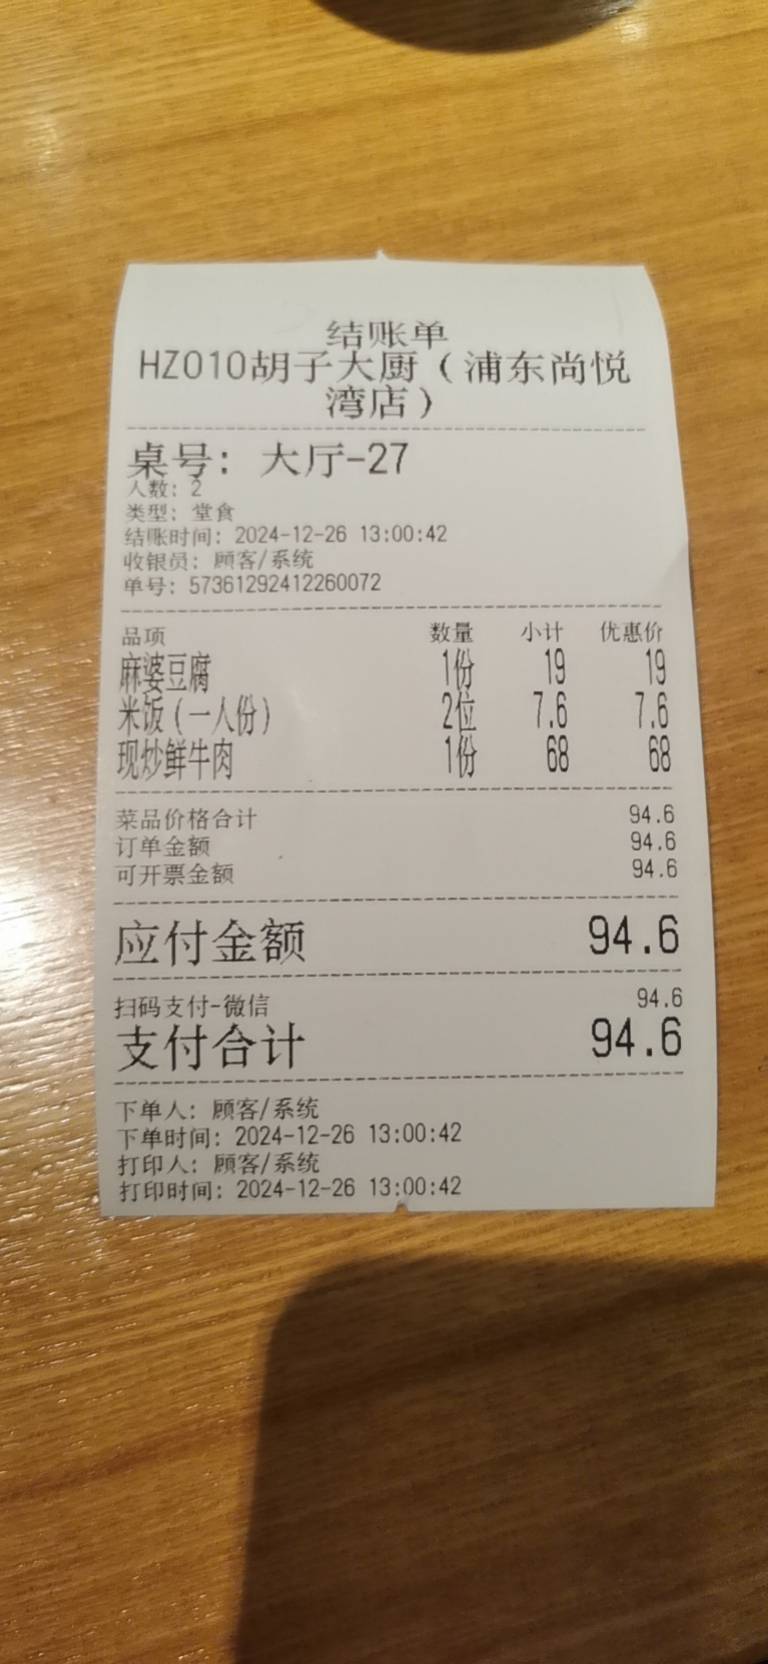 结账单
HZ010胡子大厨（浦东尚悦
湾店）
桌号：大厅-27
人数：2
类型：堂食
结账时间：2024-12-26 13:00:42
收银员：顾客/系统
单号：57361292412260072
品项 数量 小计 优惠价
麻婆豆腐 1份 19 19
米饭（一人份） 2位 7.6 7.6
现炒鲜牛肉 1份 68 68
菜品价格合计 94.6
订单金额 94.6
可开票金额 94.6
应付金额 94.6
扫码支付-微信 94.6
支付合计 94.6
下单人：顾客/系统
下单时间：2024-12-26 13:00:42
打印人：顾客/系统
打印时间：2024-12-26 13:00:42